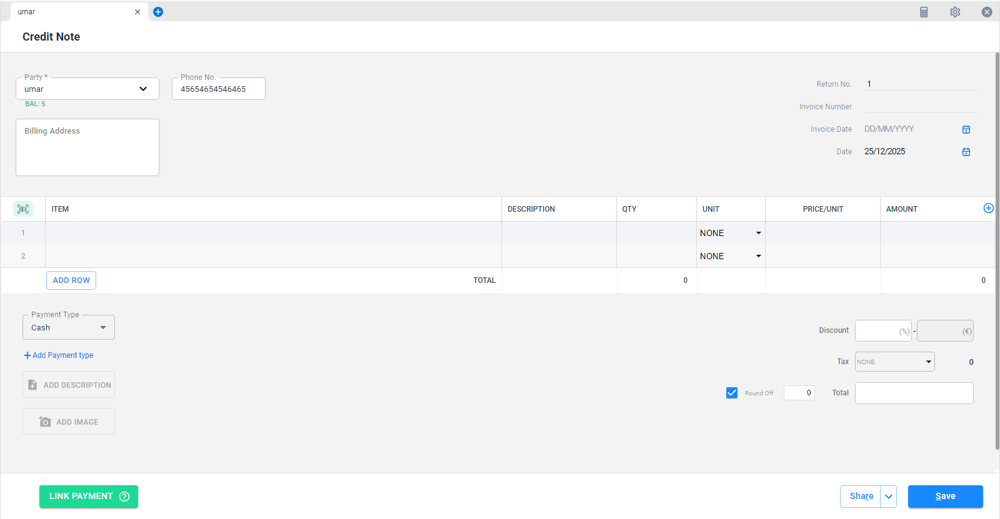 umar
Credit Note
Party *
umar
BAL: 5
Phone No.
45654654546465
Billing Address
Return No. 1
Invoice Number
Invoice Date DD/MM/YYYY
Date 25/12/2025
ITEM DESCRIPTION QTY UNIT PRICE/UNIT AMOUNT
1 NONE
2 NONE
ADD ROW TOTAL 0 0
Payment Type
Cash
Add Payment type
ADD DESCRIPTION
ADD IMAGE
Discount (%) - (€)
Tax NONE 0
Round Off 0 Total
LINK PAYMENT ?
Share Save